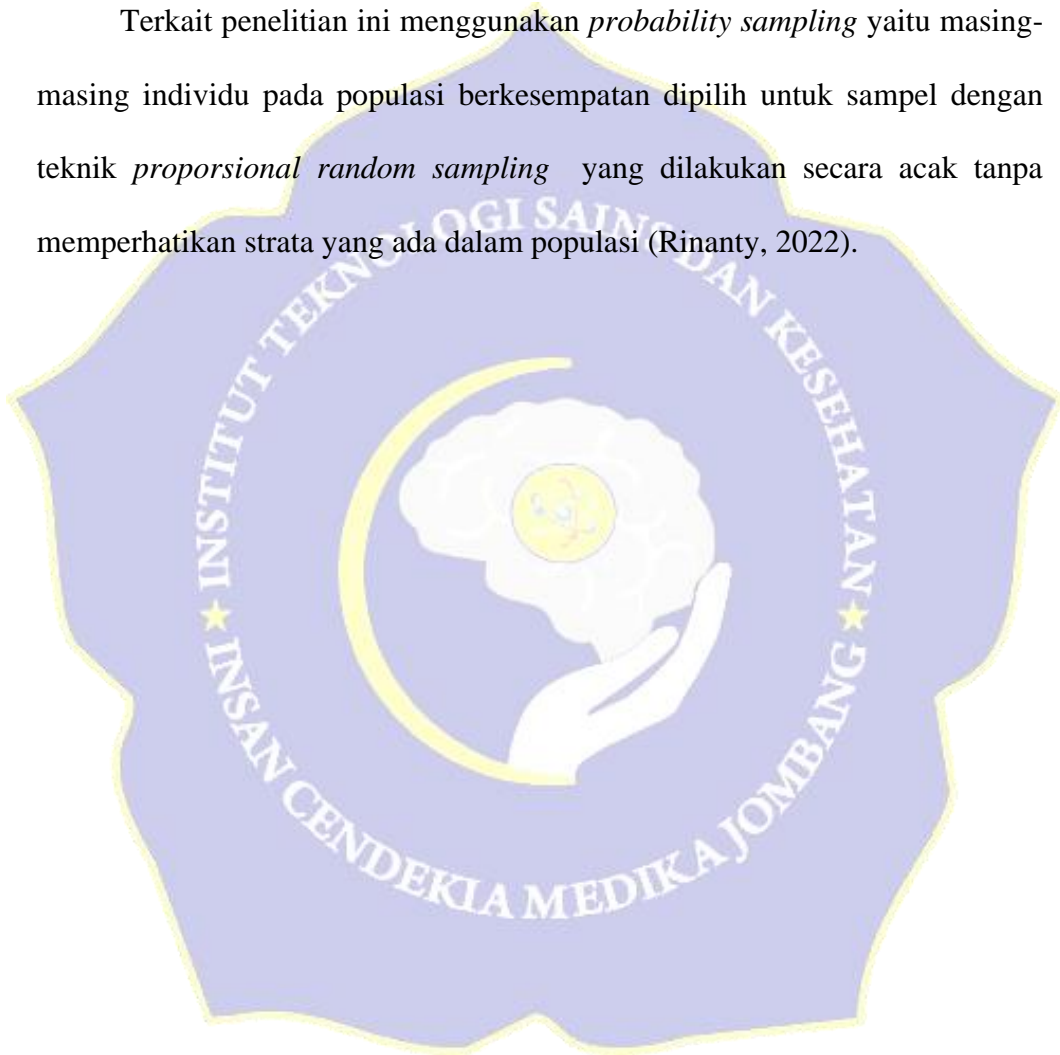 Terkait penelitian ini menggunakan probability sampling yaitu masing-
masing individu pada populasi berkesempatan dipilih untuk sampel dengan
teknik proporsional random sampling yang dilakukan secara acak tanpa
memperhatikan strata yang ada dalam populasi (Rinanty, 2022).
INSTITUT TEKNOLOGI SAINS DAN KESEHATAN
INSAN CENDEKIA MEDIKA JOMBANG